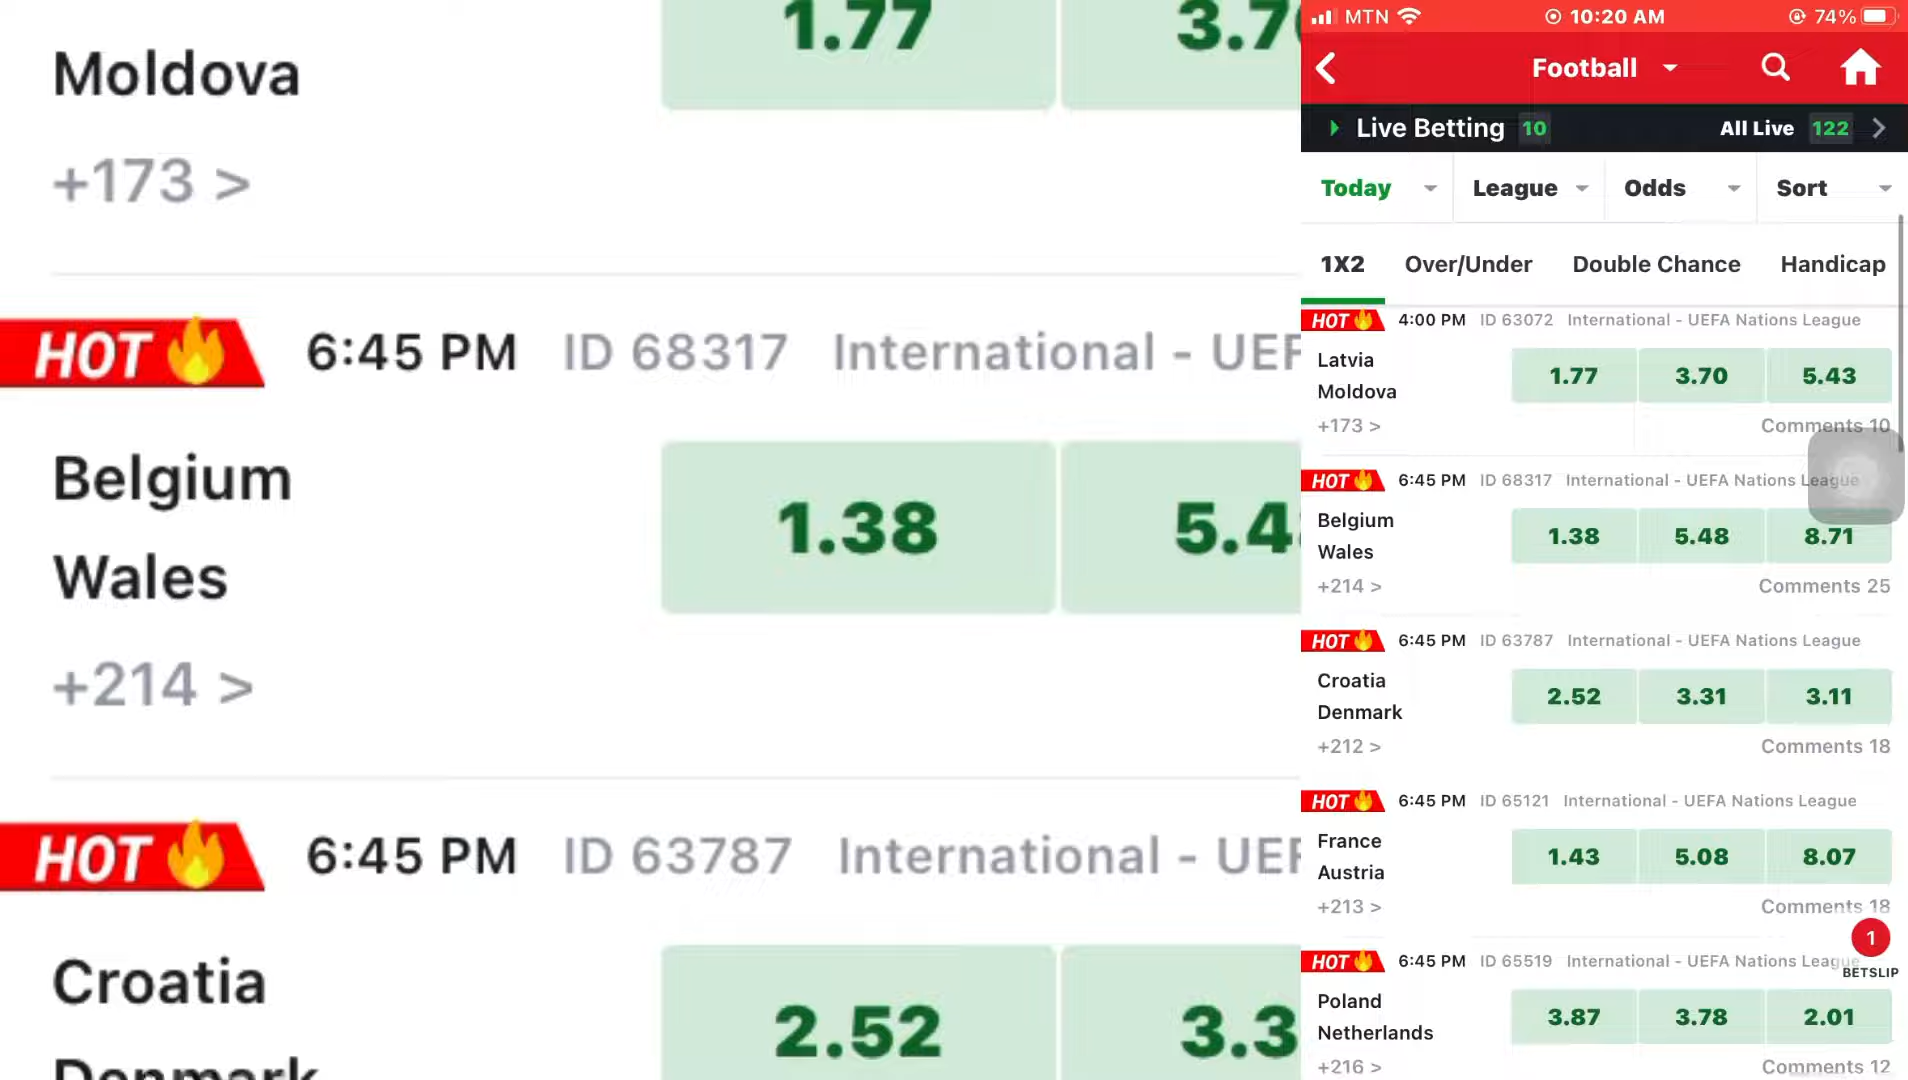 Moldova
1.77
3.70
+173 >
HOT 6:45 PM ID 68317 International - UEF
Belgium
Wales
1.38
5.4
+214 >
HOT 6:45 PM ID 63787 International - UEF
Croatia
Denmark
2.52
3.3
MTN 10:20 AM 74%
Football
Live Betting 10 All Live 122 >
Today League Odds Sort
1X2 Over/Under Double Chance Handicap
HOT 4:00 PM ID 63072 International - UEFA Nations League
Latvia
Moldova
1.77 3.70 5.43
+173 > Comments 10
HOT 6:45 PM ID 68317 International - UEFA Nations League
Belgium
Wales
1.38 5.48 8.71
+214 > Comments 25
HOT 6:45 PM ID 63787 International - UEFA Nations League
Croatia
Denmark
2.52 3.31 3.11
+212 > Comments 18
HOT 6:45 PM ID 65121 International - UEFA Nations League
France
Austria
1.43 5.08 8.07
+213 > Comments 18
1
BETSLIP
HOT 6:45 PM ID 65519 International - UEFA Nations League
Poland
Netherlands
3.87 3.78 2.01
+216 > Comments 12